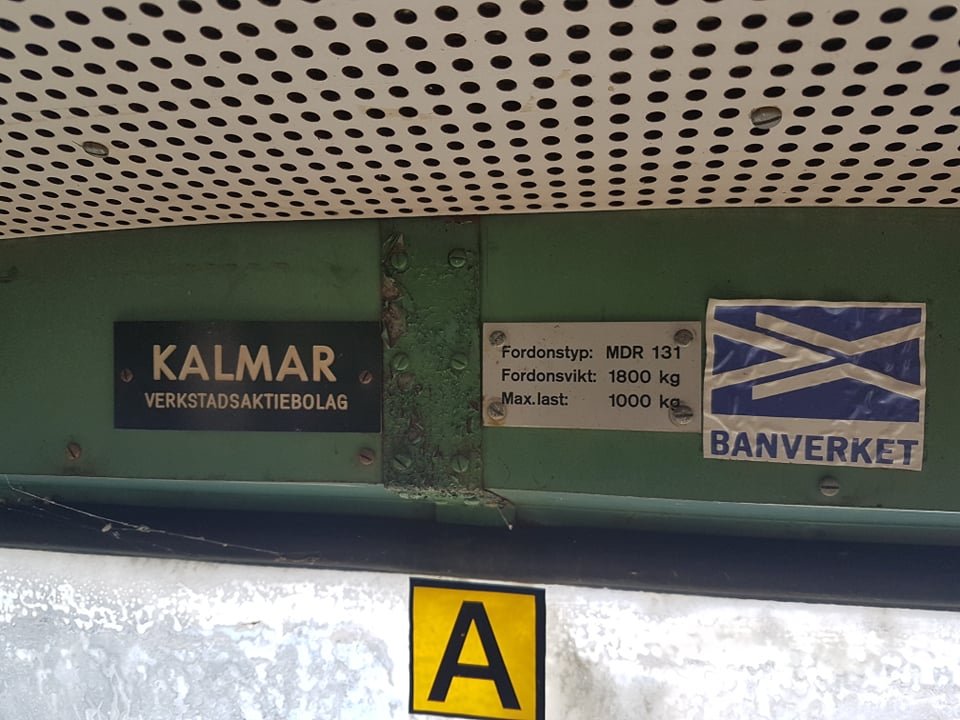 KALMAR
VERKSTADSAKTIEBOLAG
Fordonstyp: MDR 131
Fordonsvikt: 1800 kg
Max.last: 1000 kg
BANVERKET
A